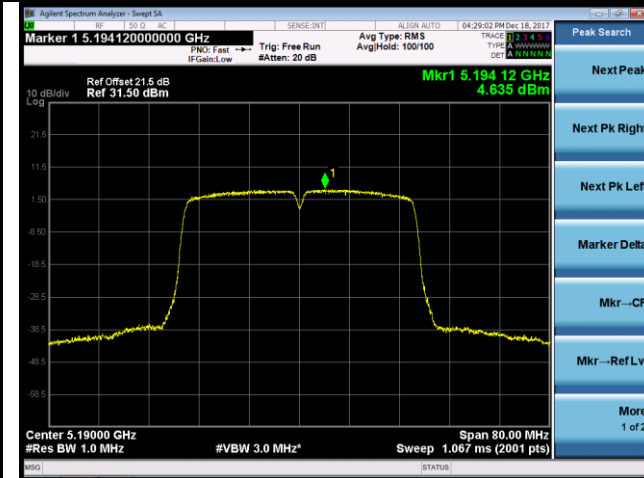 Agilent Spectrum Analyzer - Swept SA
RF 50 Ω AC SENSE:INT ALIGN AUTO 04:29:02 PM Dec 18, 2017
Marker 1 5.194120000000 GHz
PNO: Fast
IFGain:Low
Trig: Free Run
#Atten: 20 dB
Avg Type: RMS
Avg|Hold: 100/100
TRACE 1 2 3 4 5 6
TYPE A WWWWW
DET A N N N N N
Ref Offset 21.5 dB
10 dB/div Ref 31.50 dBm
Log
Mkr1 5.194 12 GHz
4.635 dBm
21.5
11.5
1
1.50
-8.50
-18.5
-28.5
-38.5
-48.5
-58.5
Center 5.19000 GHz
#Res BW 1.0 MHz
#VBW 3.0 MHz*
Span 80.00 MHz
Sweep 1.067 ms (2001 pts)
MSG STATUS
Peak Search
Next Peak
Next Pk Right
Next Pk Left
Marker Delta
Mkr→CF
Mkr→Ref Lv
More
1 of 2